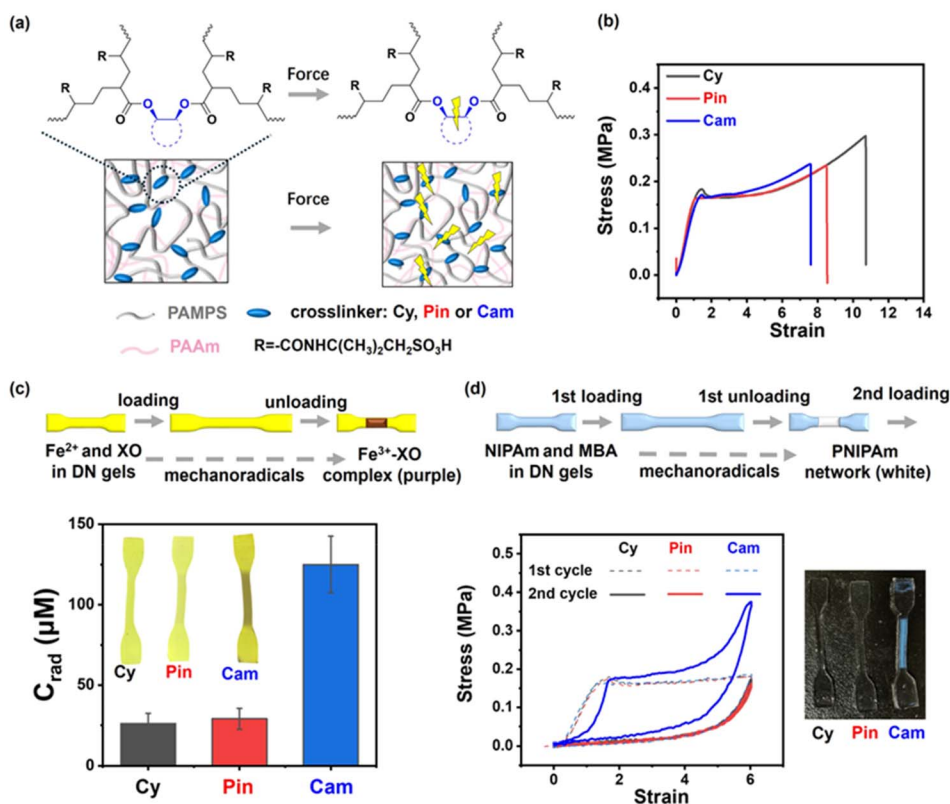 (a)
R
R
R
R
O
O
O
O
Force
R
R
R
R
O
O
O
O
Force
PAMPS
crosslinker: Cy, Pin or Cam
PAAm
R=-CONHC(CH₃)₂CH₂SO₃H
(b)
Stress (MPa)
0.4
0.3
0.2
0.1
0.0
Cy
Pin
Cam
0 2 4 6 8 10 12 14
Strain
(c)
loading
unloading
Fe²⁺ and XO
in DN gels
mechanoradicals
Fe³⁺-XO
complex (purple)
C_rad (μM)
150
100
50
0
Cy
Pin
Cam
Cy
Pin
Cam
(d)
1st loading
1st unloading
2nd loading
NIPAm and MBA
in DN gels
mechanoradicals
PNIPAm
network (white)
Stress (MPa)
0.5
0.4
0.3
0.2
0.1
0.0
Cy Pin Cam
1st cycle
2nd cycle
0 2 4 6
Strain
Cy Pin Cam